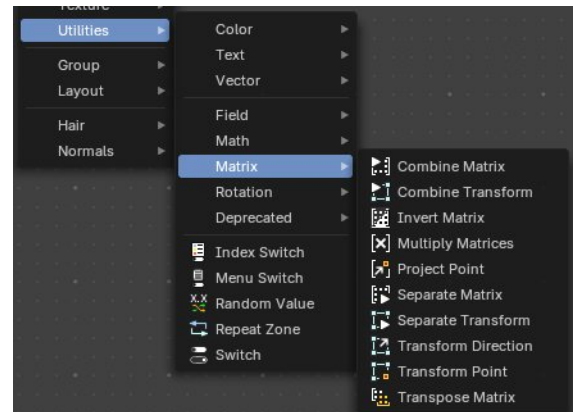 Texture
Utilities
Group
Layout
Hair
Normals
Color
Text
Vector
Field
Math
Matrix
Rotation
Deprecated
Index Switch
Menu Switch
Random Value
Repeat Zone
Switch
Combine Matrix
Combine Transform
Invert Matrix
Multiply Matrices
Project Point
Separate Matrix
Separate Transform
Transform Direction
Transform Point
Transpose Matrix